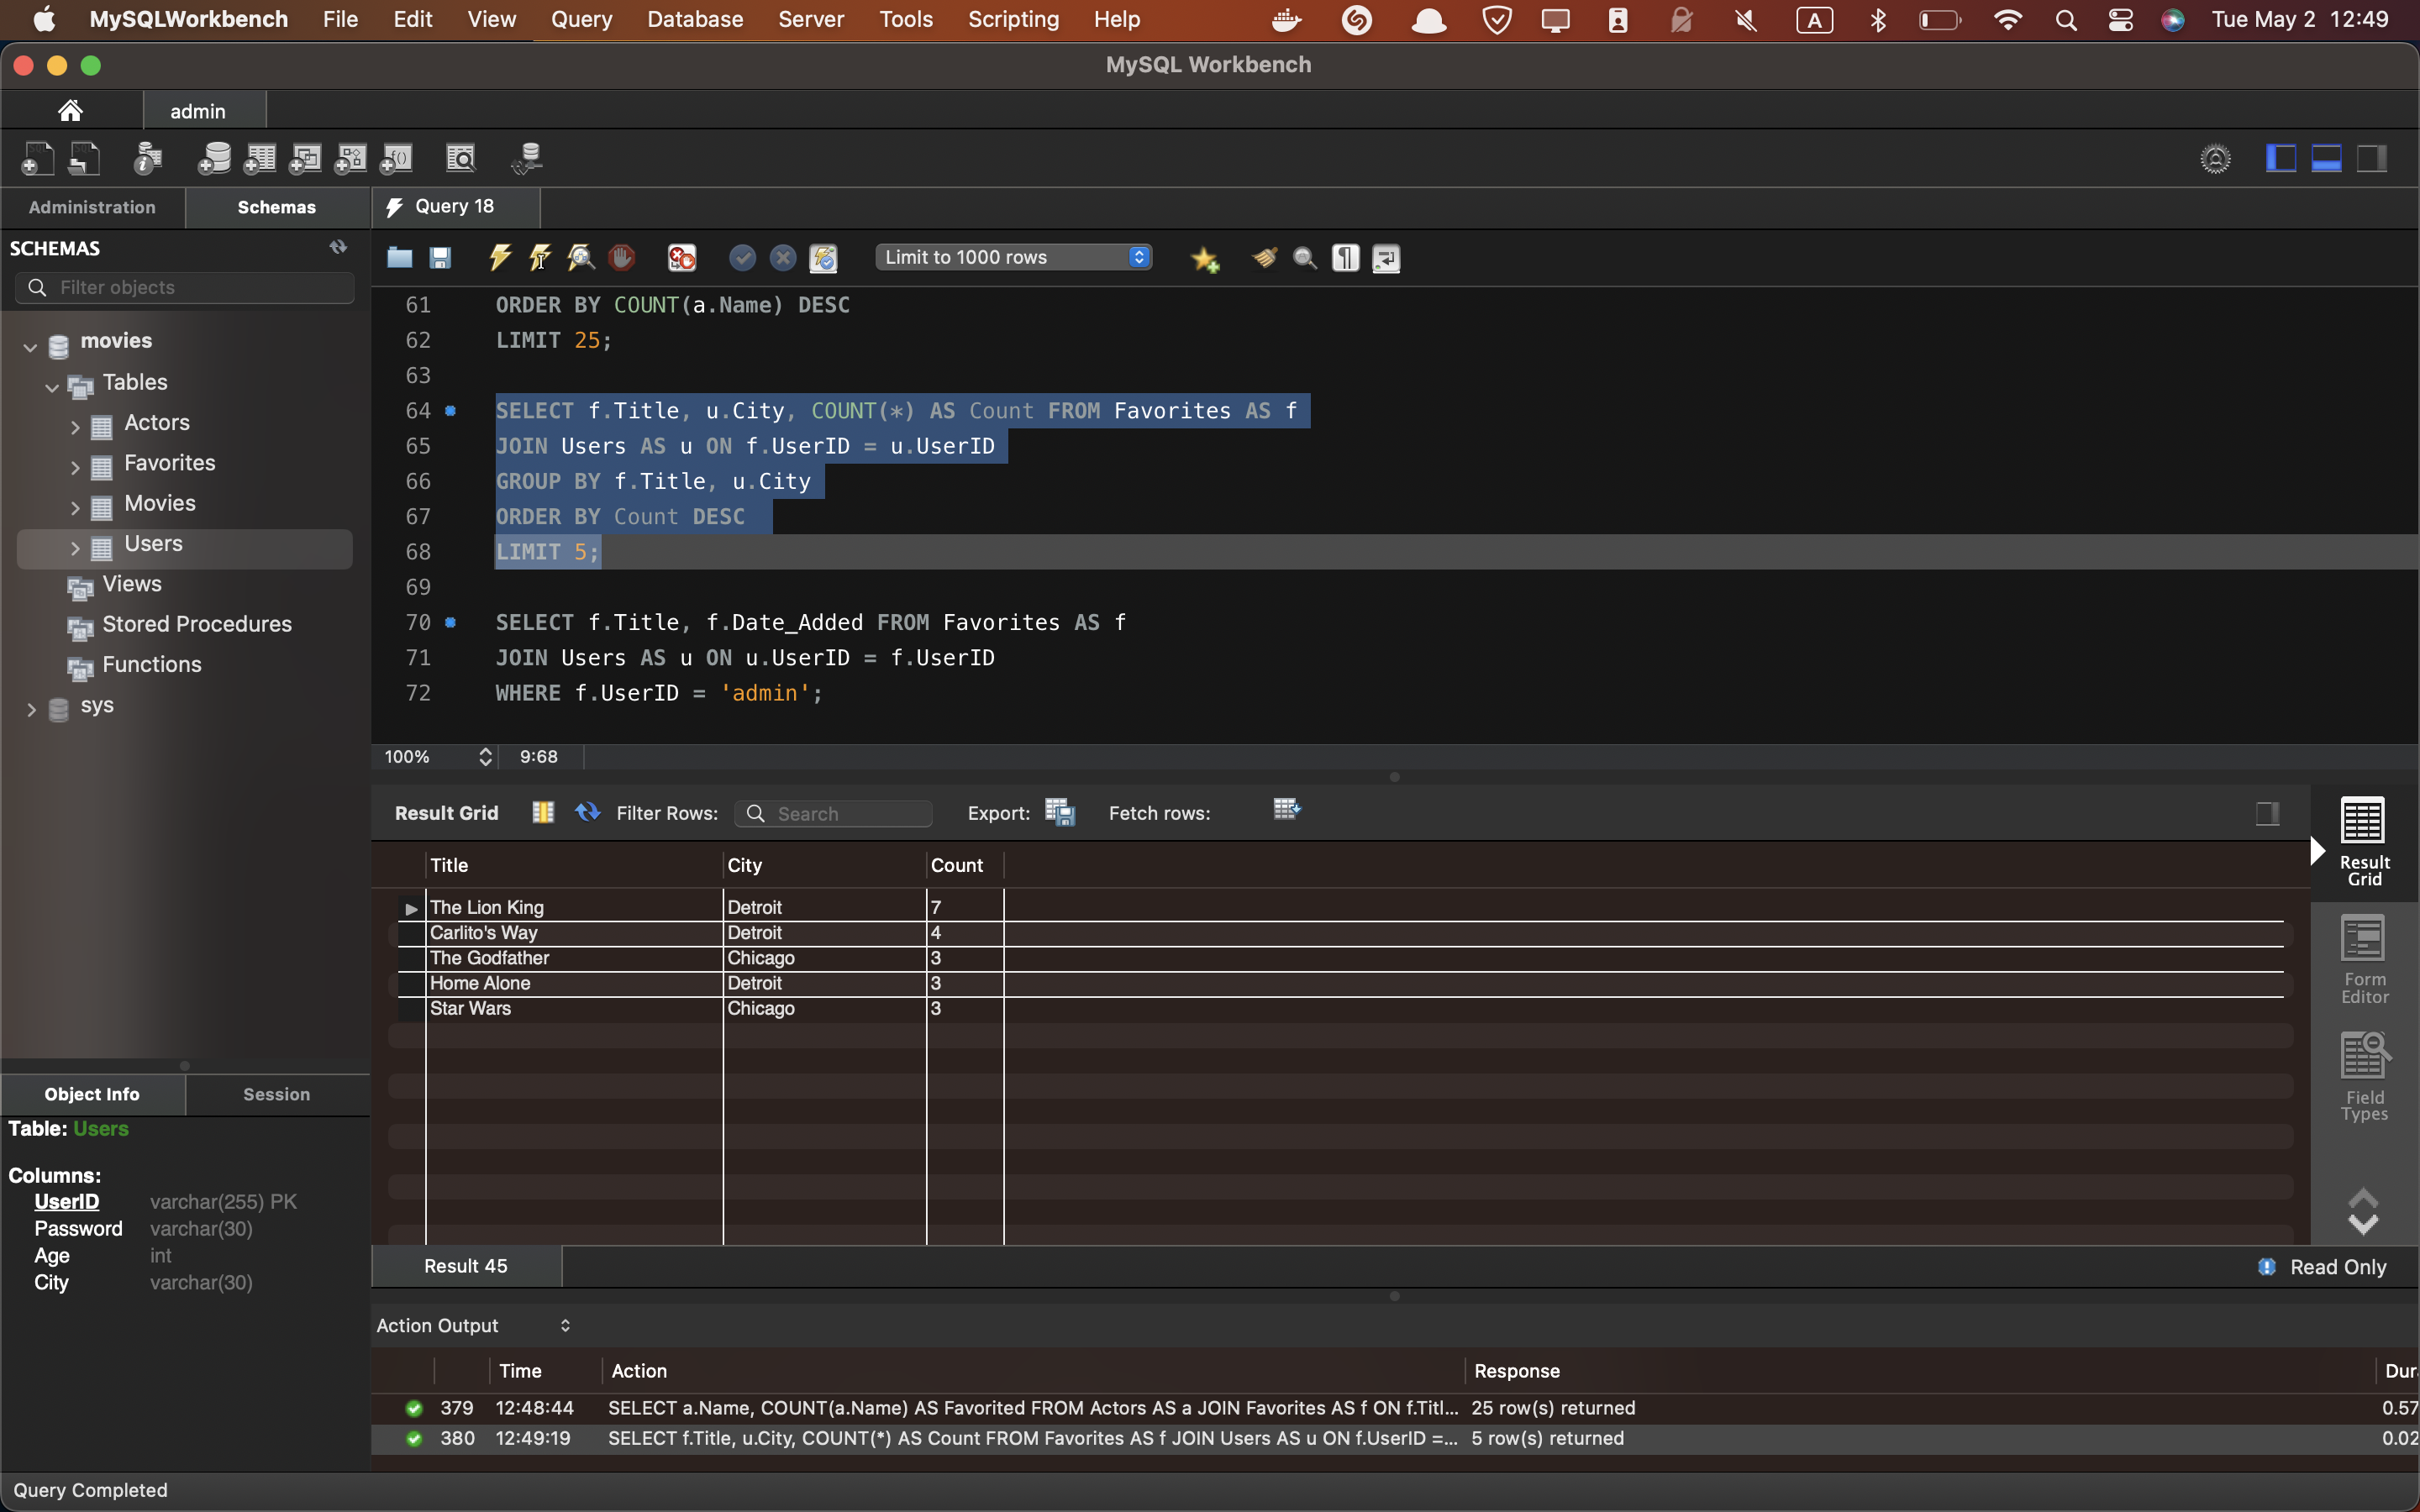 MySQLWorkbench File Edit View Query Database Server Tools Scripting Help A Tue May 2 12:49
MySQL Workbench
admin
Administration Schemas Query 18
SCHEMAS
Filter objects
Limit to 1000 rows
movies
Tables
Actors
Favorites
Movies
Users
Views
Stored Procedures
Functions
sys
61 ORDER BY COUNT(a.Name) DESC
62 LIMIT 25;
63
64 SELECT f.Title, u.City, COUNT(*) AS Count FROM Favorites AS f
65 JOIN Users AS u ON f.UserID = u.UserID
66 GROUP BY f.Title, u.City
67 ORDER BY Count DESC
68 LIMIT 5;
69
70 SELECT f.Title, f.Date_Added FROM Favorites AS f
71 JOIN Users AS u ON u.UserID = f.UserID
72 WHERE f.UserID = 'admin';
100% 9:68
Result Grid Filter Rows: Search Export: Fetch rows:
Title City Count
The Lion King Detroit 7
Carlito's Way Detroit 4
The Godfather Chicago 3
Home Alone Detroit 3
Star Wars Chicago 3
Result
Grid
Form
Editor
Field
Types
Object Info Session
Table: Users
Columns:
UserID varchar(255) PK
Password varchar(30)
Age int
City varchar(30)
Result 45 Read Only
Action Output
Time Action Response Dur
379 12:48:44 SELECT a.Name, COUNT(a.Name) AS Favorited FROM Actors AS a JOIN Favorites AS f ON f.Titl... 25 row(s) returned 0.57
380 12:49:19 SELECT f.Title, u.City, COUNT(*) AS Count FROM Favorites AS f JOIN Users AS u ON f.UserID =... 5 row(s) returned 0.02
Query Completed